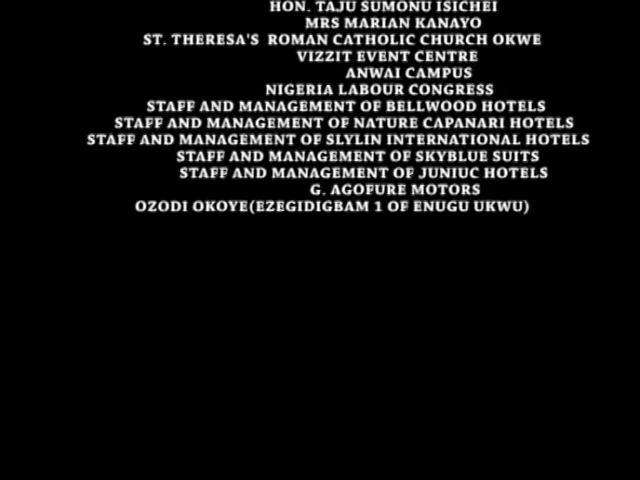 HON. TAJU SUMONU ISICHEI
MRS MARIAN KANAYO
ST. THERESA'S ROMAN CATHOLIC CHURCH OKWE
VIZZIT EVENT CENTRE
ANWAI CAMPUS
NIGERIA LABOUR CONGRESS
STAFF AND MANAGEMENT OF BELLWOOD HOTELS
STAFF AND MANAGEMENT OF NATURE CAPANARI HOTELS
STAFF AND MANAGEMENT OF SLYLIN INTERNATIONAL HOTELS
STAFF AND MANAGEMENT OF SKYBLUE SUITS
STAFF AND MANAGEMENT OF JUNIUC HOTELS
G. AGOFURE MOTORS
OZODI OKOYE(EZEGIDIGBAM 1 OF ENUGU UKWU)